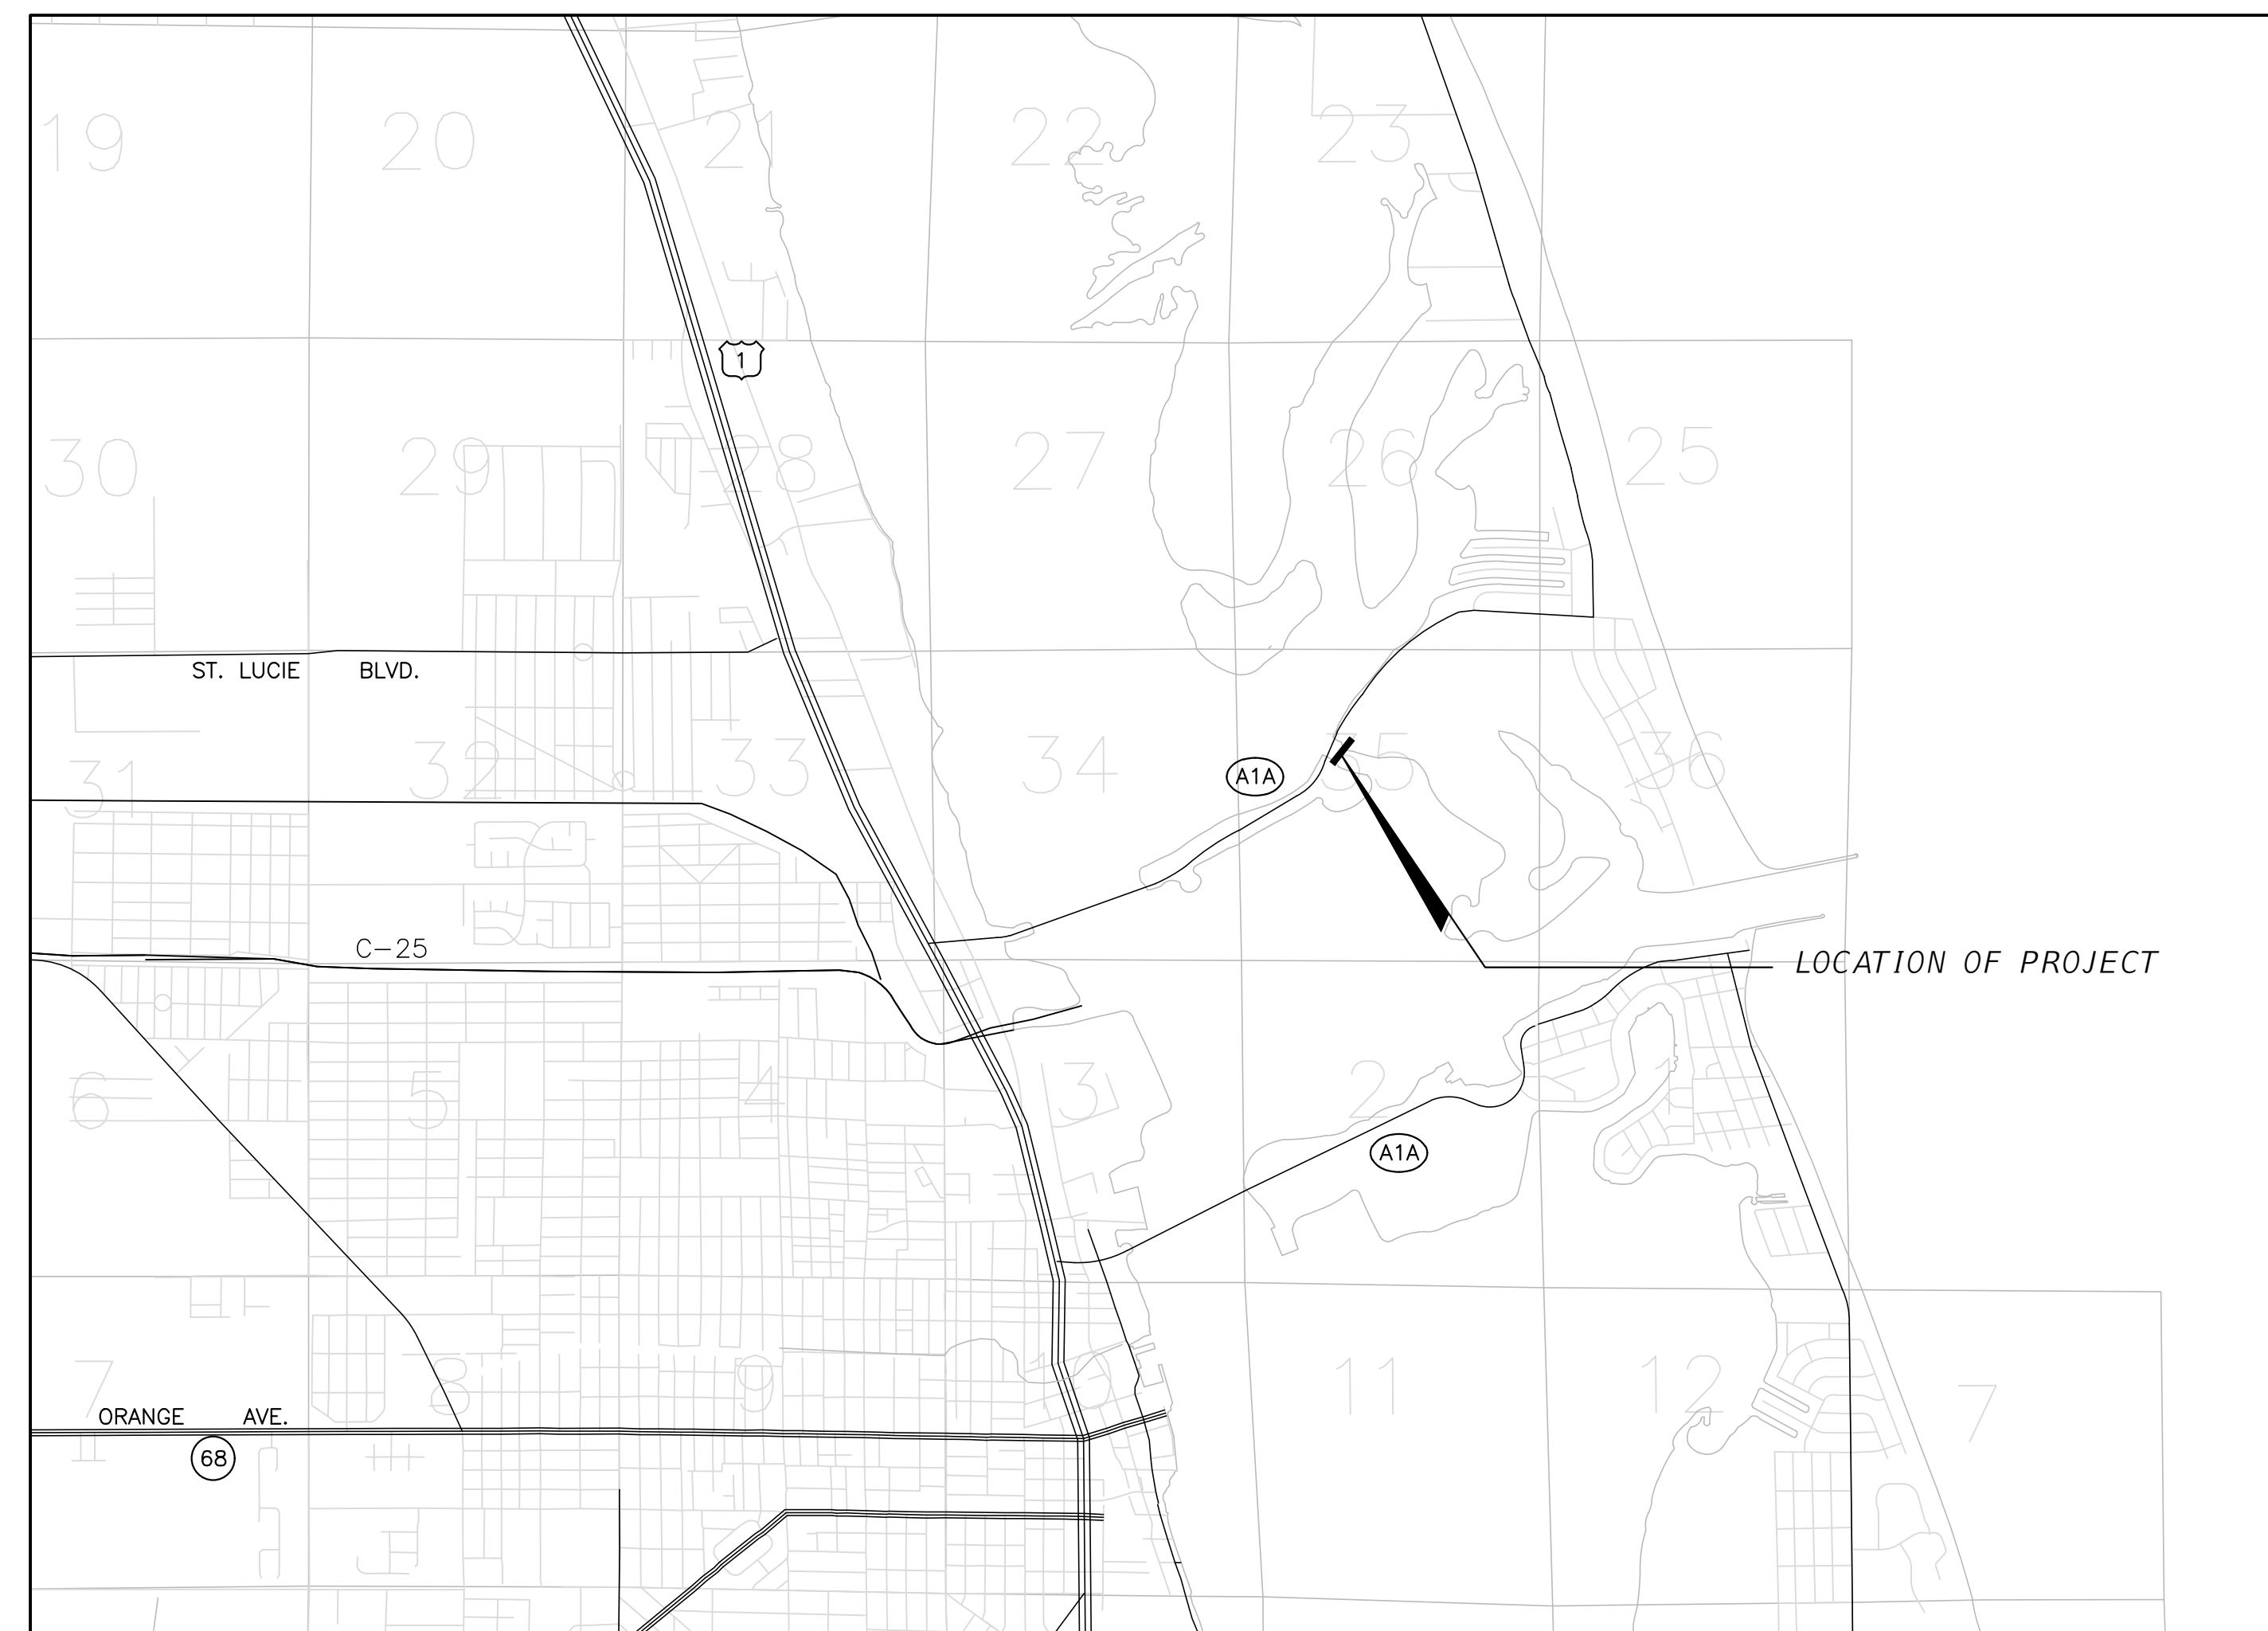 19 20 21 22 23
1
30 29 28 27 26 25
ST. LUCIE BLVD.
31 32 33 34 35 36
A1A
C-25
LOCATION OF PROJECT
6 5 4 3 2 1
A1A
7 8 9 10 11 12 7
ORANGE AVE.
68